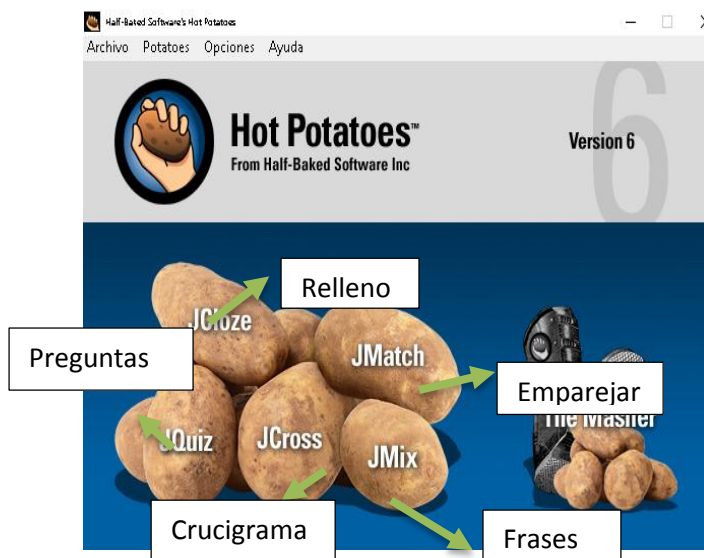 Half-Baked Software's Hot Potatoes
Archivo Potatoes Opciones Ayuda
Hot Potatoes™
From Half-Baked Software Inc
Version 6
6
Relleno
JCloze
Preguntas
JMatch
Emparejar
The Masher
JQuiz
JCross
JMix
Crucigrama
Frases